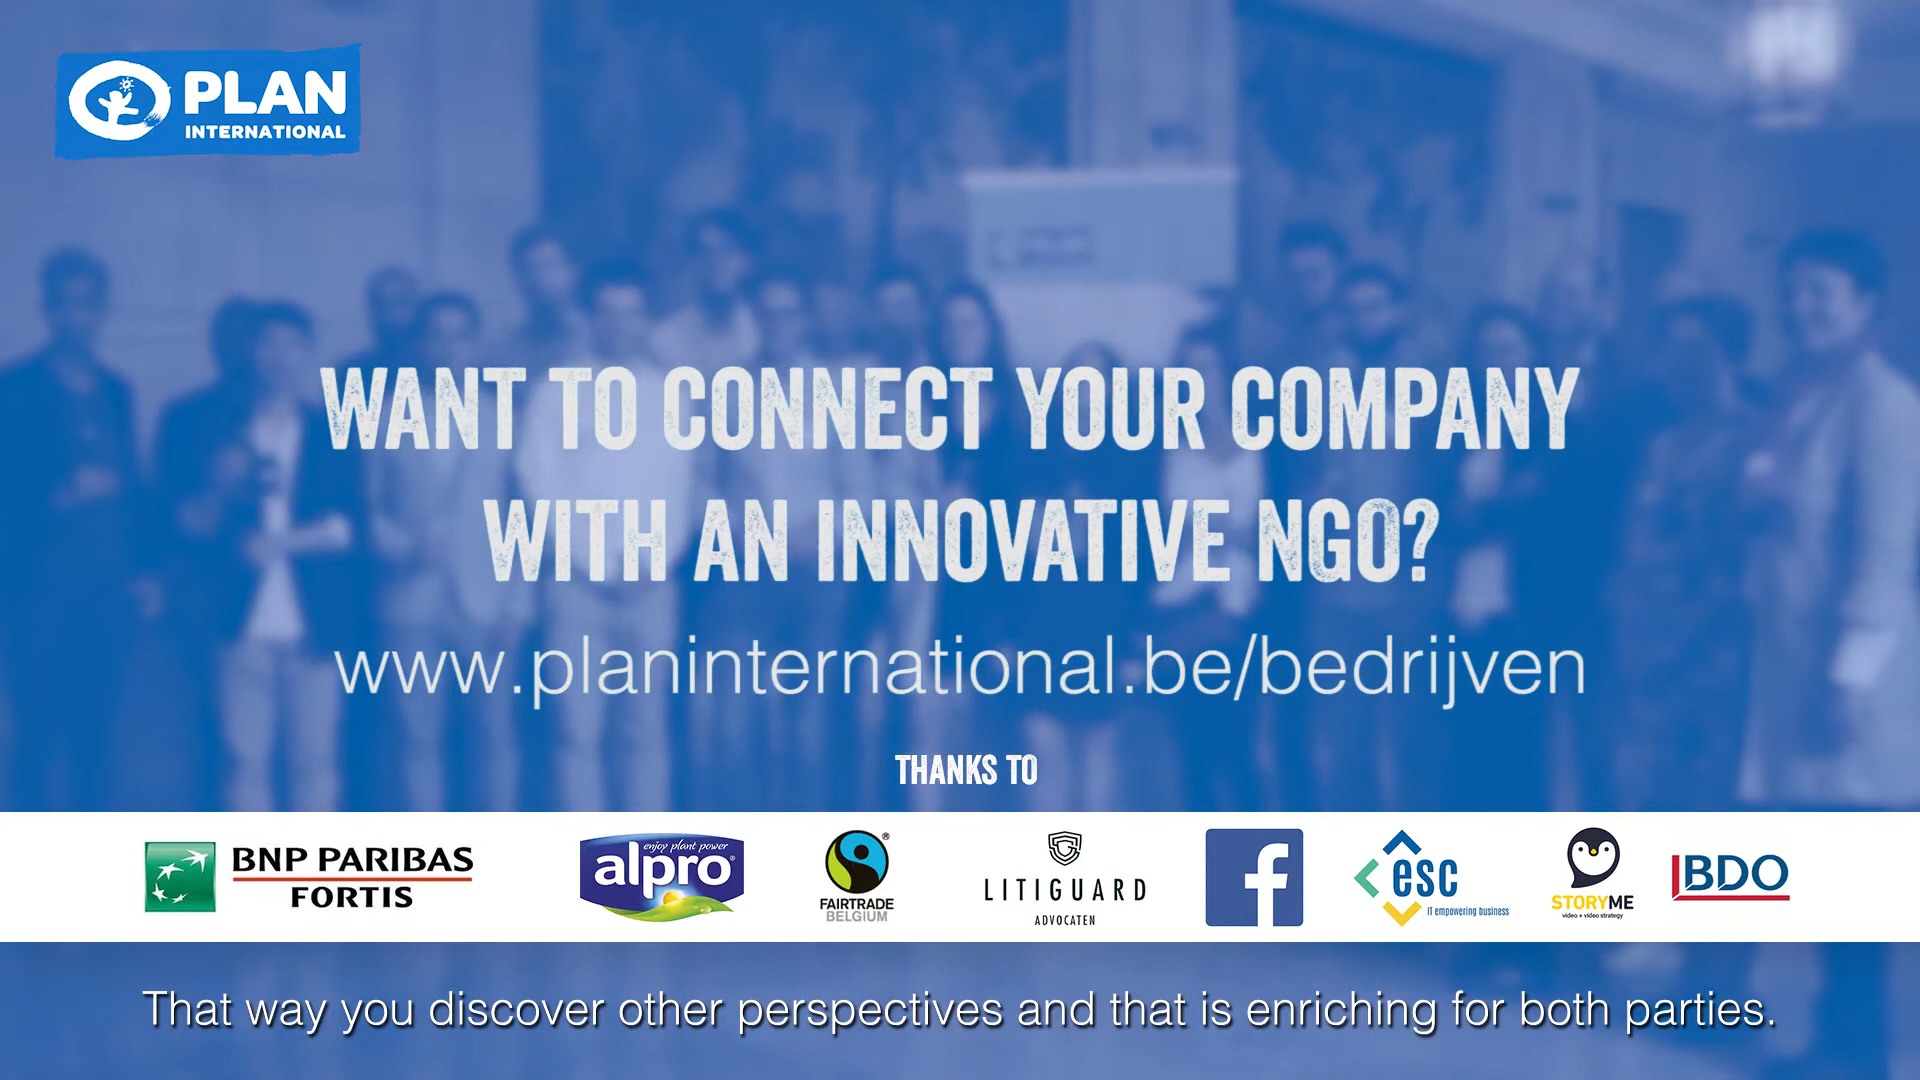 PLAN
INTERNATIONAL
WANT TO CONNECT YOUR COMPANY
WITH AN INNOVATIVE NGO?
www.planinternational.be/bedrijven
THANKS TO
BNP PARIBAS
FORTIS
enjoy plant power
alpro®
®
FAIRTRADE
BELGIUM
LITIGUARD
ADVOCATEN
f
esc
IT empowering business
STORYME
video + video strategy
BDO
That way you discover other perspectives and that is enriching for both parties.